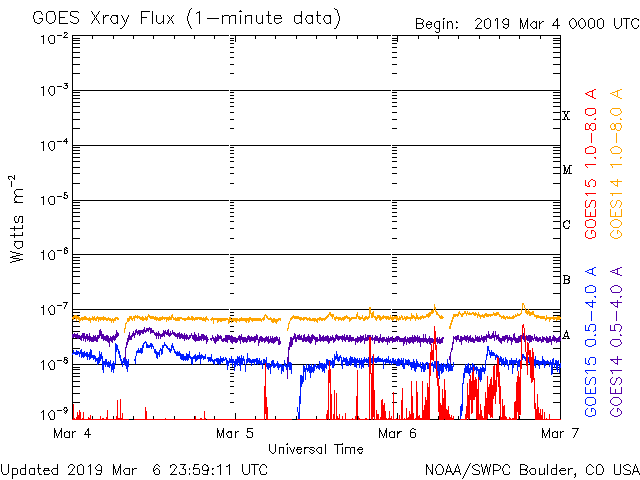 GOES Xray Flux (1-minute data)
Begin: 2019 Mar 4 0000 UTC
10⁻²
10⁻³
10⁻⁴
10⁻⁵
10⁻⁶
10⁻⁷
10⁻⁸
10⁻⁹
Watts m⁻²
X
M
C
B
A
GOES15 1.0-8.0 A
GOES14 1.0-8.0 A
GOES15 0.5-4.0 A
GOES14 0.5-4.0 A
Mar 4
Mar 5
Mar 6
Mar 7
Universal Time
Updated 2019 Mar 6 23:59:11 UTC
NOAA/SWPC Boulder, CO USA